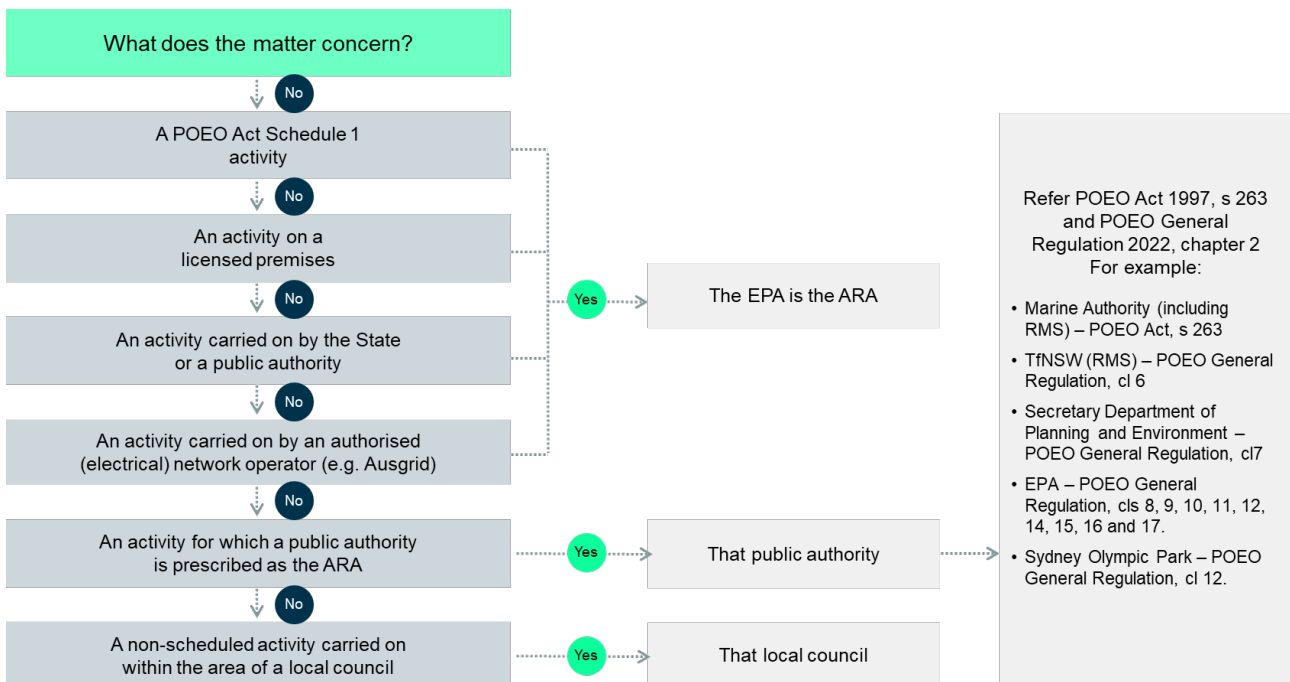 What does the matter concern?
No
A POEO Act Schedule 1
activity
No
An activity on a
licensed premises
No
An activity carried on by the State
or a public authority
No
An activity carried on by an authorised
(electrical) network operator (e.g. Ausgrid)
Yes
The EPA is the ARA
No
An activity for which a public authority
is prescribed as the ARA
Yes
That public authority
No
A non-scheduled activity carried on
within the area of a local council
Yes
That local council
Refer POEO Act 1997, s 263
and POEO General
Regulation 2022, chapter 2
For example:
• Marine Authority (including
RMS) – POEO Act, s 263
• TfNSW (RMS) – POEO General
Regulation, cl 6
• Secretary Department of
Planning and Environment –
POEO General Regulation, cl7
• EPA – POEO General
Regulation, cls 8, 9, 10, 11, 12,
14, 15, 16 and 17.
• Sydney Olympic Park – POEO
General Regulation, cl 12.